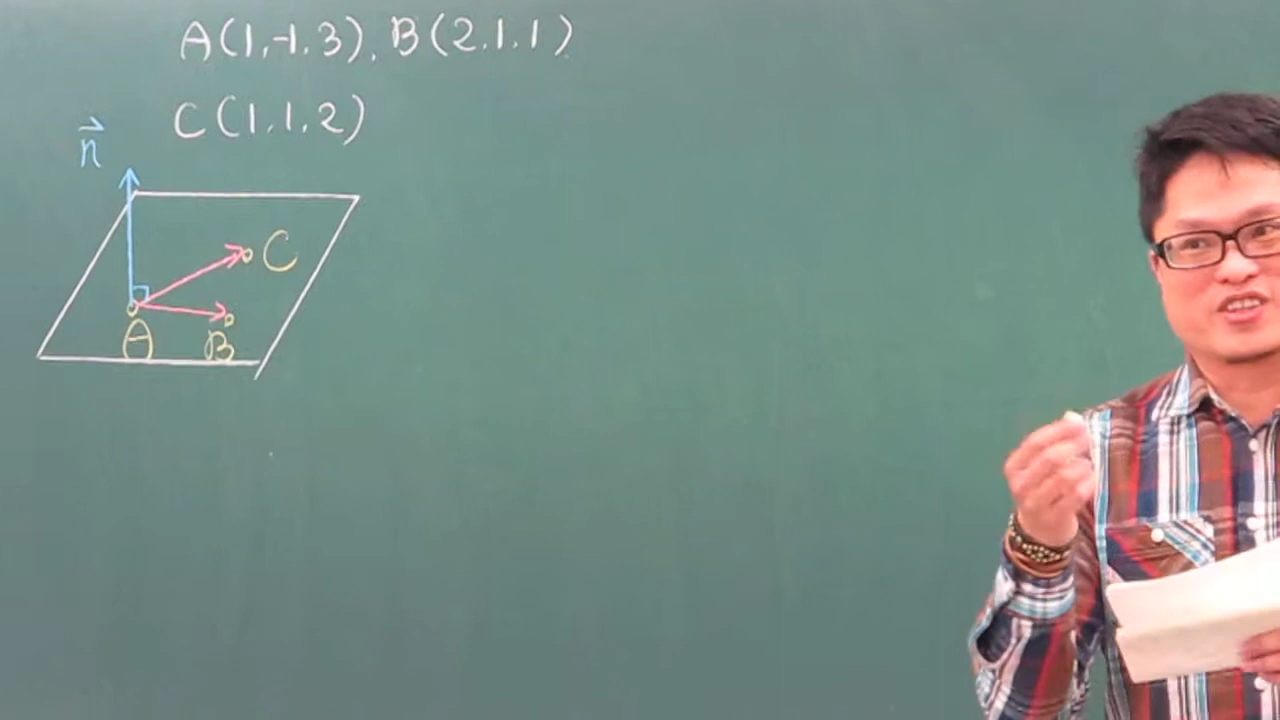 A(1,-1,3), B(2,1,1)
C(1,1,2)
n⃗
C
A B